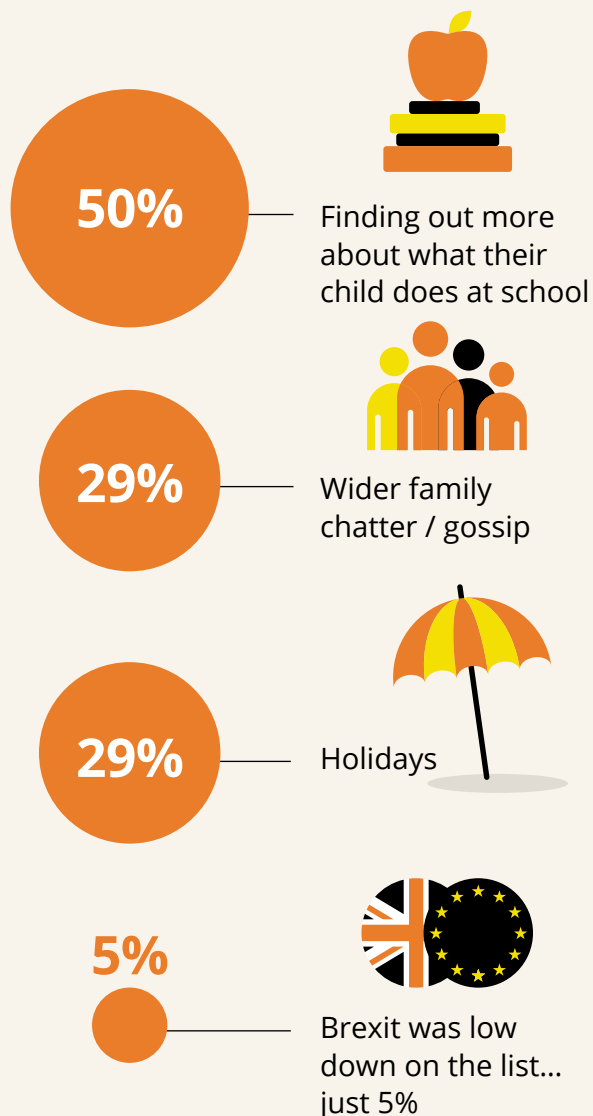 50%
Finding out more
about what their
child does at school
29%
Wider family
chatter / gossip
29%
Holidays
5%
Brexit was low
down on the list...
just 5%